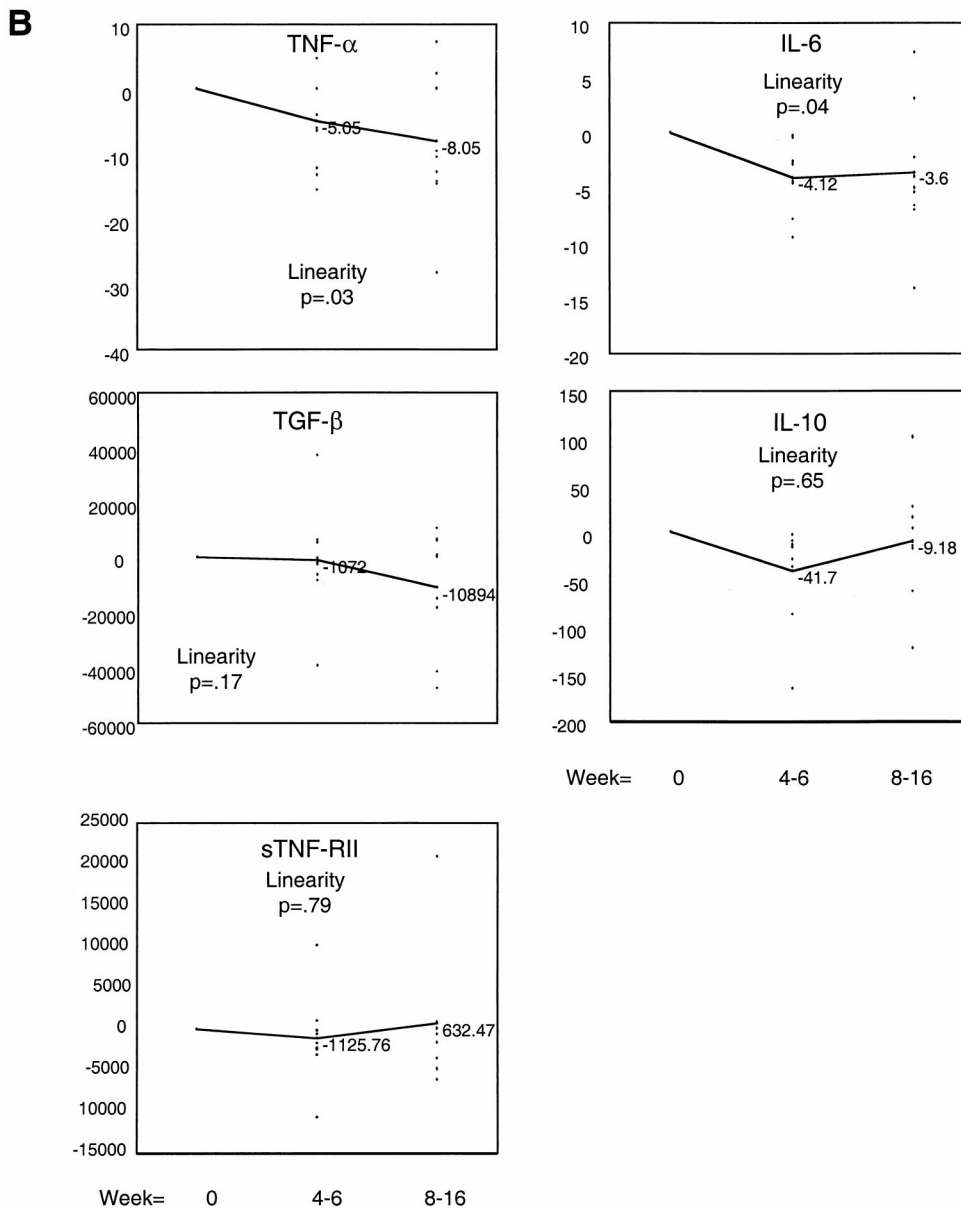 B
TNF-α
10
0
-10
-20
-30
-40
-5.05
-8.05
Linearity
p=.03
IL-6
Linearity
p=.04
10
5
0
-5
-10
-15
-20
-4.12
-3.6
TGF-β
60000
40000
20000
0
-20000
-40000
-60000
-1072
-10894
Linearity
p=.17
IL-10
Linearity
p=.65
150
100
50
0
-50
-100
-150
-200
-41.7
-9.18
Week= 0 4-6 8-16
sTNF-RII
Linearity
p=.79
25000
20000
15000
10000
5000
0
-5000
10000
-15000
-1125.76
632.47
Week= 0 4-6 8-16